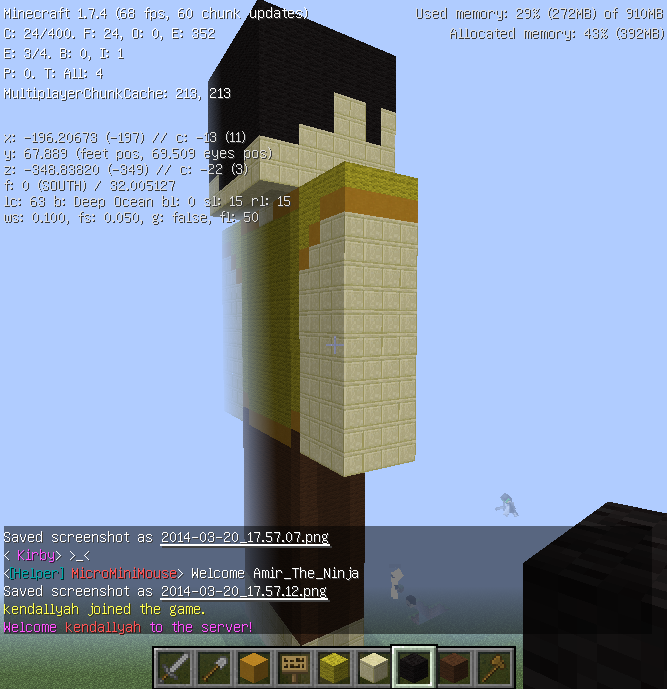 Minecraft 1.7.4 (68 fps, 60 chunk updates)
Used memory: 29% (272MB) of 910MB
C: 24/400. F: 24, O: 0, E: 352
Allocated memory: 43% (392MB)
E: 3/4. B: 0, I: 1
P: 0. T: All: 4
MultiplayerChunkCache: 213, 213
x: -196.20673 (-197) // c: -13 (11)
y: 67.889 (feet pos, 69.509 eyes pos)
z: -348.83820 (-349) // c: -22 (3)
f: 0 (SOUTH) / 32.005127
lc: 63 b: Deep Ocean bl: 0 sl: 15 rl: 15
ws: 0.100, fs: 0.050, g: false, fl: 50
Saved screenshot as 2014-03-20_17.57.07.png
< Kirby> >_<
<[Helper] MicroMiniMouse> Welcome Amir_The_Ninja
Saved screenshot as 2014-03-20_17.57.12.png
kendallyah joined the game.
Welcome kendallyah to the server!